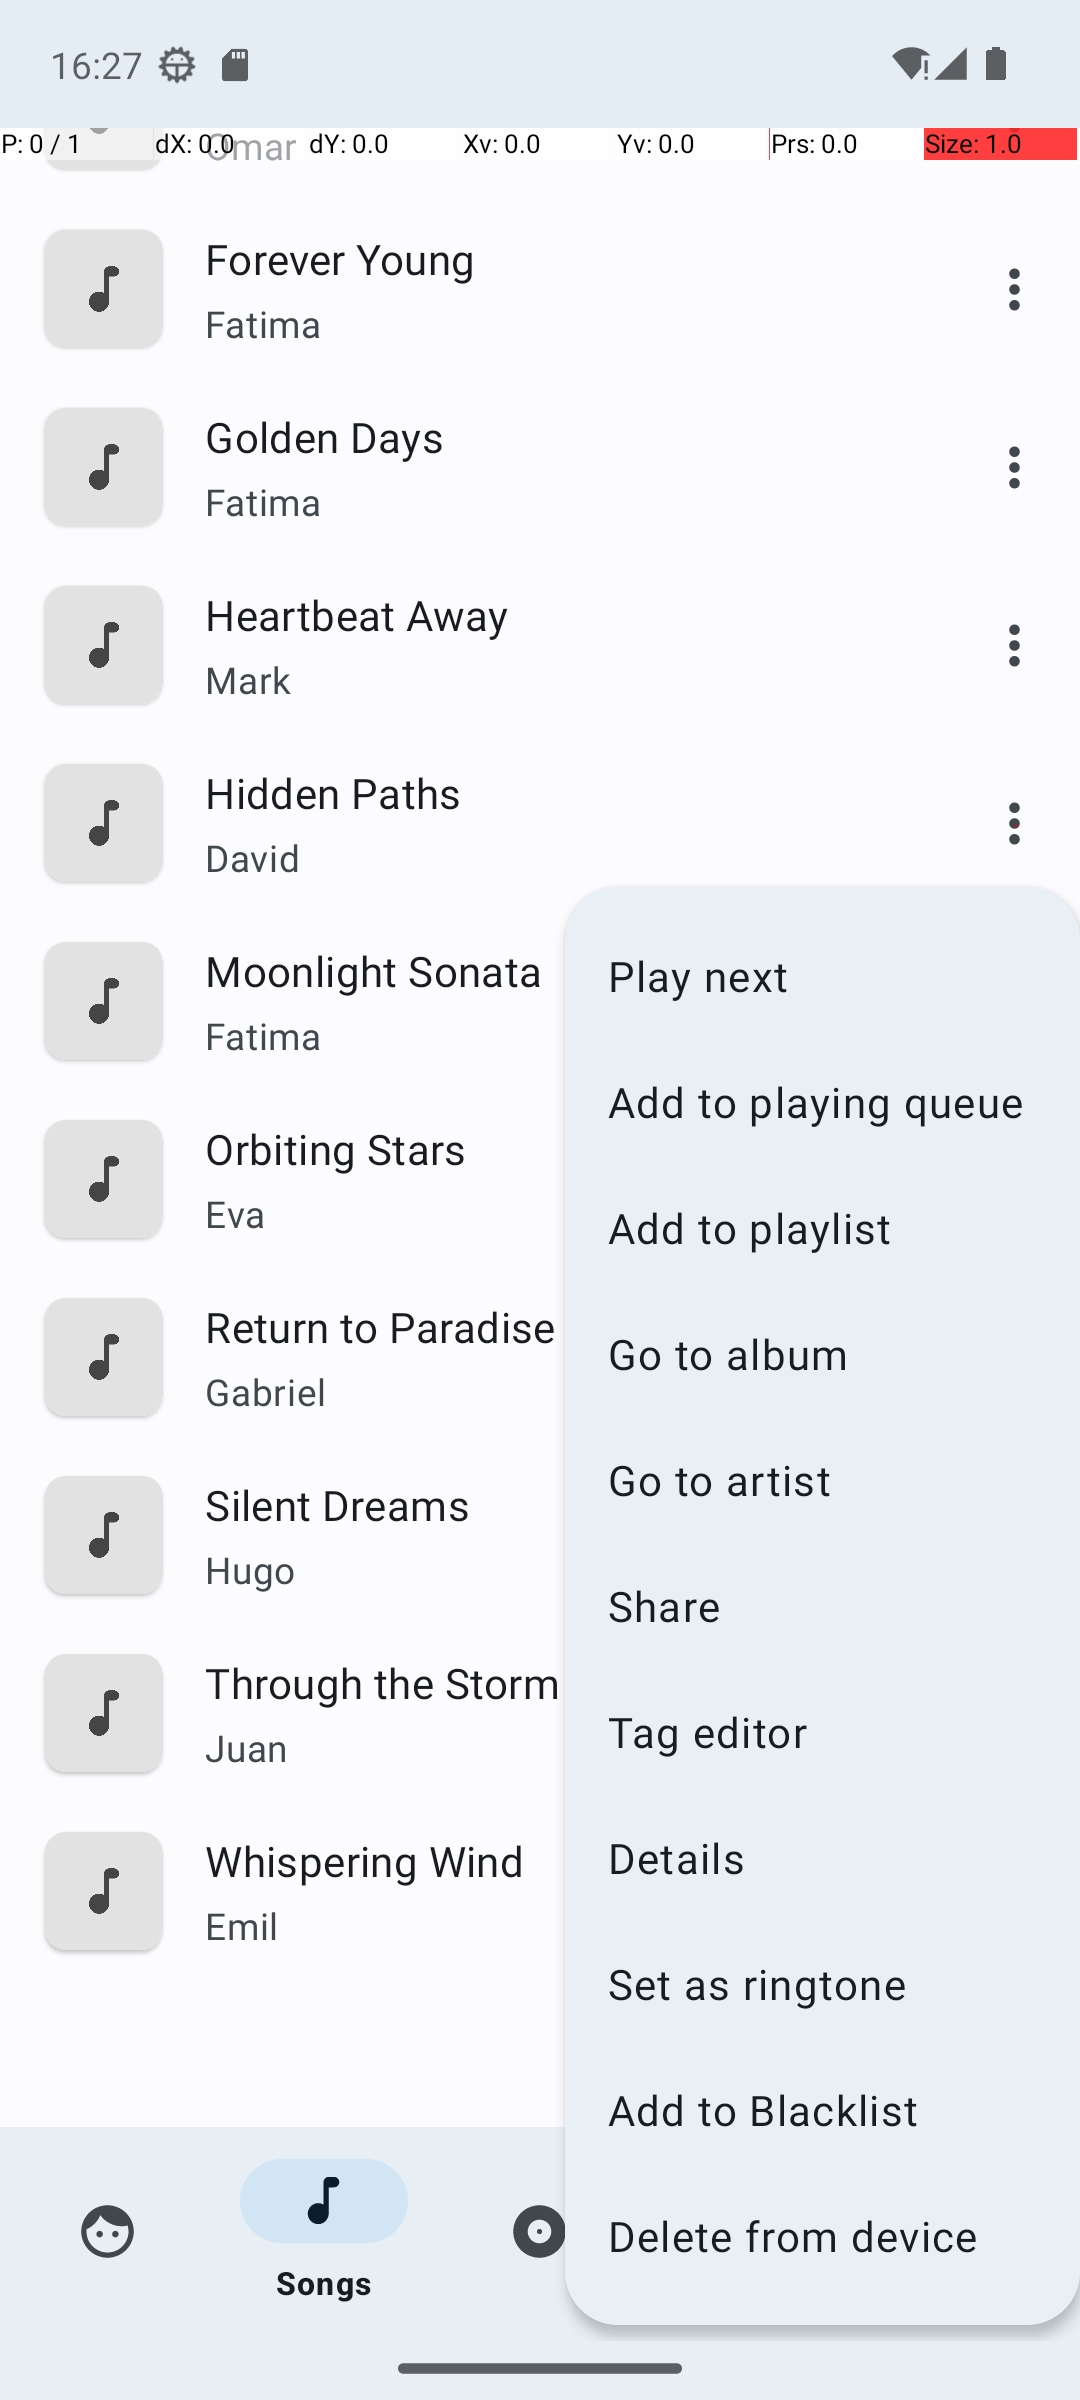 16:27
P: 0 / 1 dX: 0.0 dY: 0.0 Xv: 0.0 Yv: 0.0 Prs: 0.0 Size: 1.0
Omar
Forever Young
Fatima
Golden Days
Fatima
Heartbeat Away
Mark
Hidden Paths
David
Moonlight Sonata
Fatima
Orbiting Stars
Eva
Return to Paradise
Gabriel
Silent Dreams
Hugo
Through the Storm
Juan
Whispering Wind
Emil
Play next
Add to playing queue
Add to playlist
Go to album
Go to artist
Share
Tag editor
Details
Set as ringtone
Add to Blacklist
Delete from device
Songs